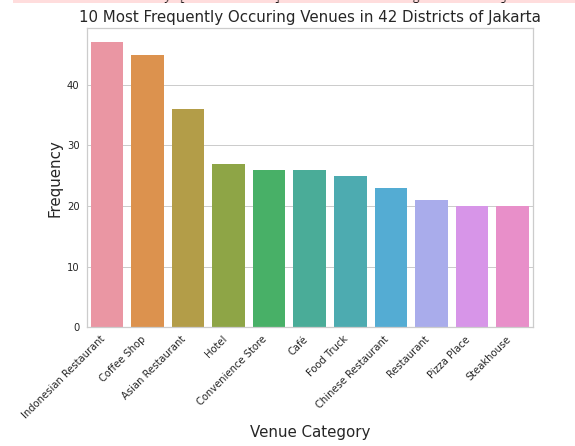 10 Most Frequently Occuring Venues in 42 Districts of Jakarta
Frequency
40
30
20
10
0
Indonesian Restaurant
Coffee Shop
Asian Restaurant
Hotel
Convenience Store
Café
Food Truck
Chinese Restaurant
Restaurant
Pizza Place
Steakhouse
Venue Category